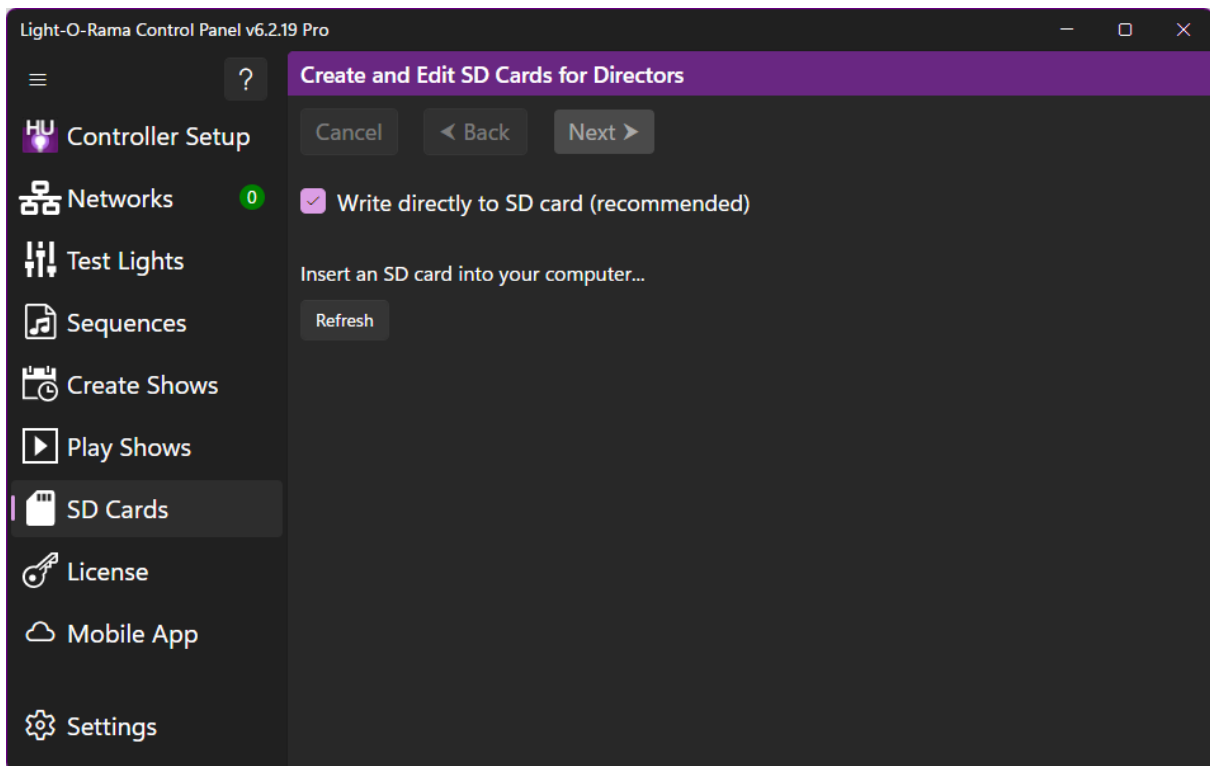 Light-O-Rama Control Panel v6.2.19 Pro
?
Create and Edit SD Cards for Directors
Cancel
Back
Next
HU
Controller Setup
Networks 0
Write directly to SD card (recommended)
Test Lights
Insert an SD card into your computer...
Refresh
Sequences
Create Shows
Play Shows
SD Cards
License
Mobile App
Settings